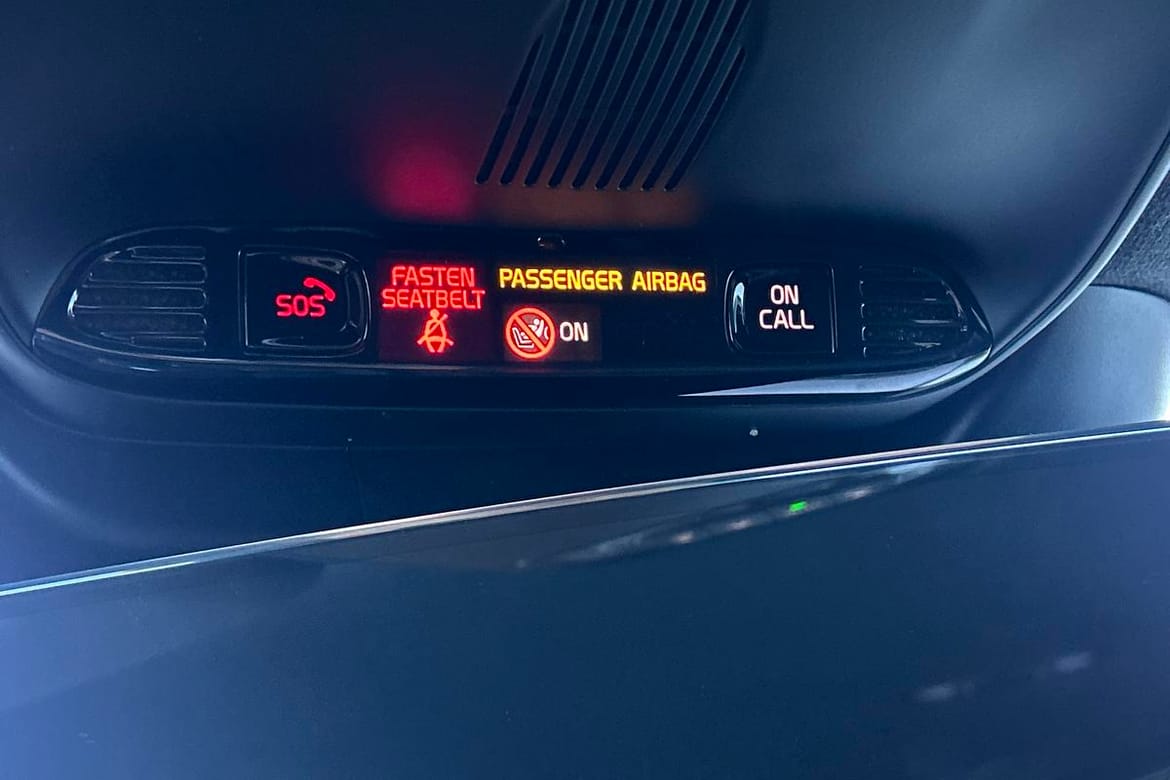 SOS
FASTEN
SEATBELT
PASSENGER AIRBAG
ON
ON
CALL